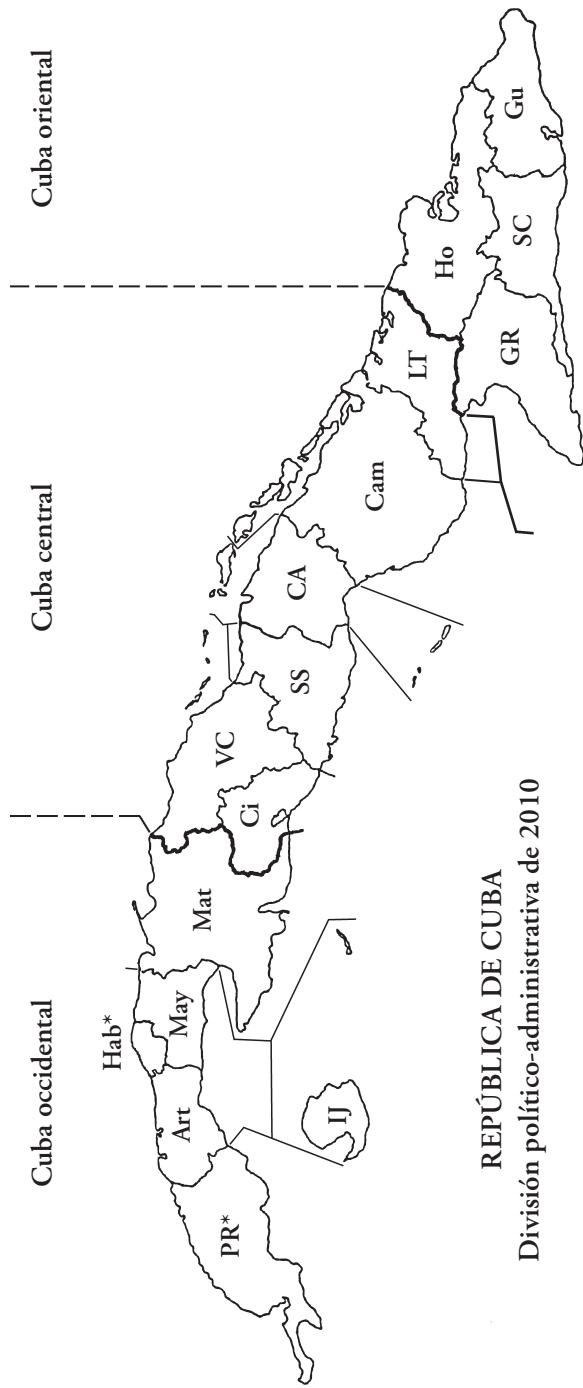 Cuba occidental
Cuba central
Cuba oriental
Hab*
PR*
Art
May
Mat
IJ
VC
Ci
SS
CA
Cam
LT
Ho
GR
SC
Gu
REPÚBLICA DE CUBA
División político-administrativa de 2010